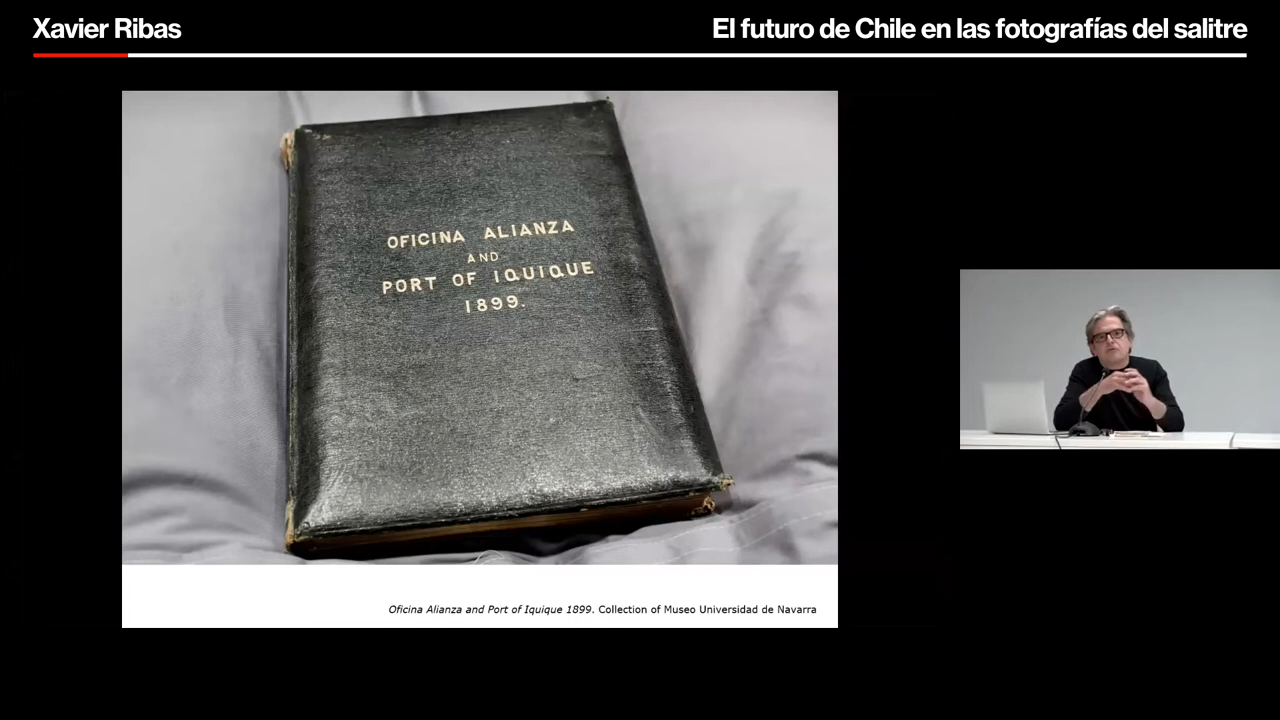 Xavier Ribas
El futuro de Chile en las fotografías del salitre
OFICINA ALIANZA
AND
PORT OF IQUIQUE
1899.
Oficina Alianza and Port of Iquique 1899. Collection of Museo Universidad de Navarra